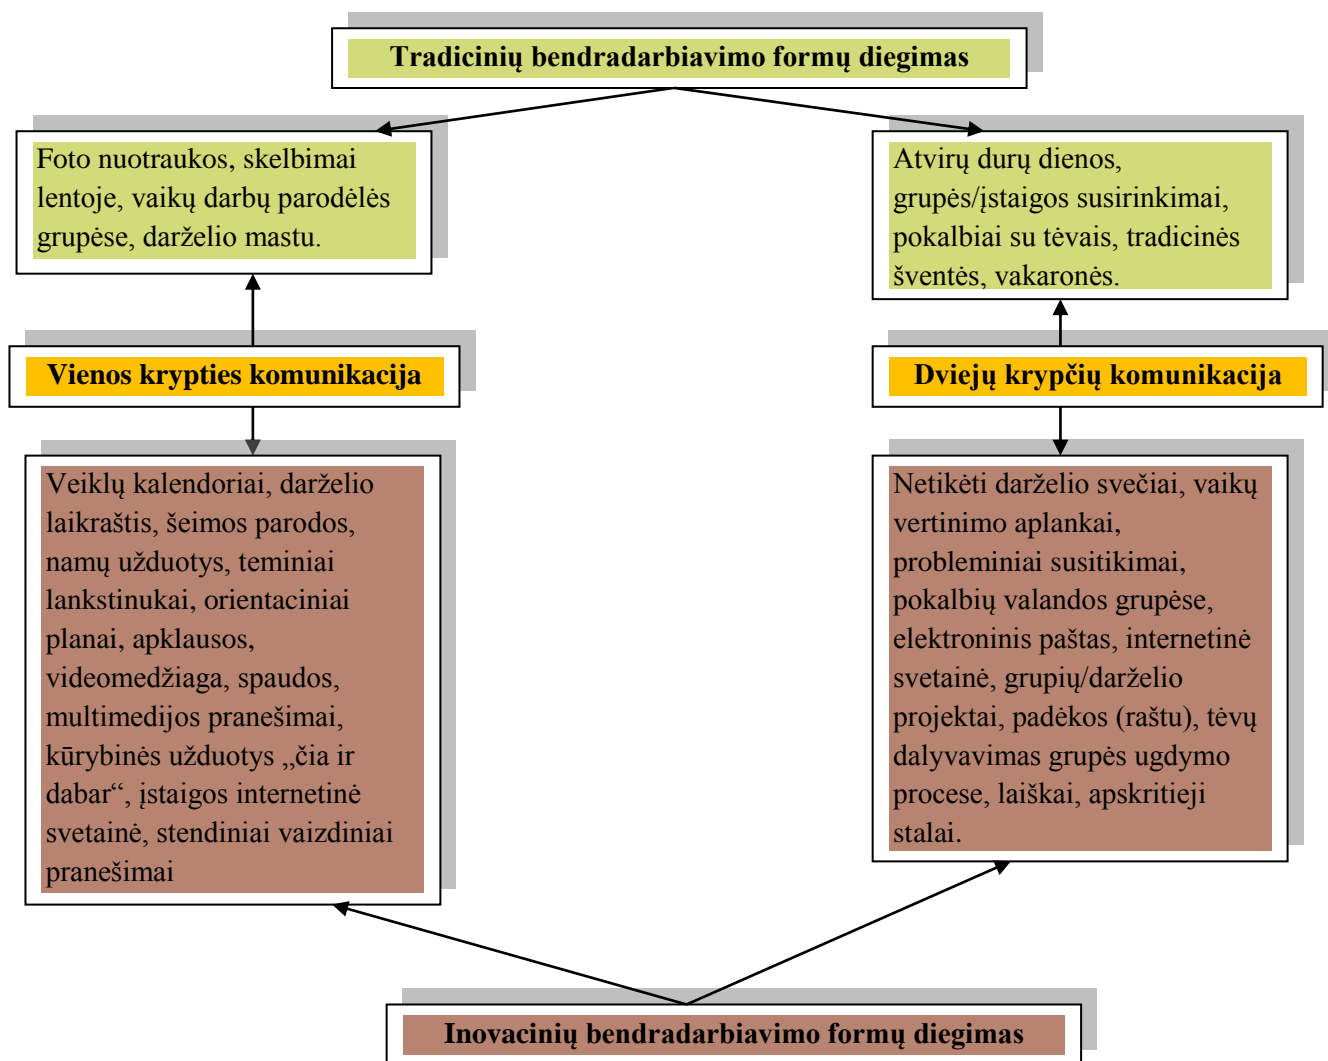 Tradicinių bendradarbiavimo formų diegimas
Foto nuotraukos, skelbimai
lentoje, vaikų darbų parodėlės
grupėse, darželio mastu.
Atvirų durų dienos,
grupės/įstaigos susirinkimai,
pokalbiai su tėvais, tradicinės
šventės, vakaronės.
Vienos krypties komunikacija
Dviejų krypčių komunikacija
Veiklų kalendoriai, darželio
laikraštis, šeimos parodos,
namų užduotys, teminiai
lankstinukai, orientaciniai
planai, apklausos,
videomedžiaga, spaudos,
multimedijos pranešimai,
kūrybinės užduotys „čia ir
dabar“, įstaigos internetinė
svetainė, stendiniai vaizdiniai
pranešimai
Netikėti darželio svečiai, vaikų
vertinimo aplankai,
probleminiai susitikimai,
pokalbių valandos grupėse,
elektroninis paštas, internetinė
svetainė, grupių/darželio
projektai, padėkos (raštu), tėvų
dalyvavimas grupės ugdymo
procese, laiškai, apskritieji
stalai.
Inovacinių bendradarbiavimo formų diegimas